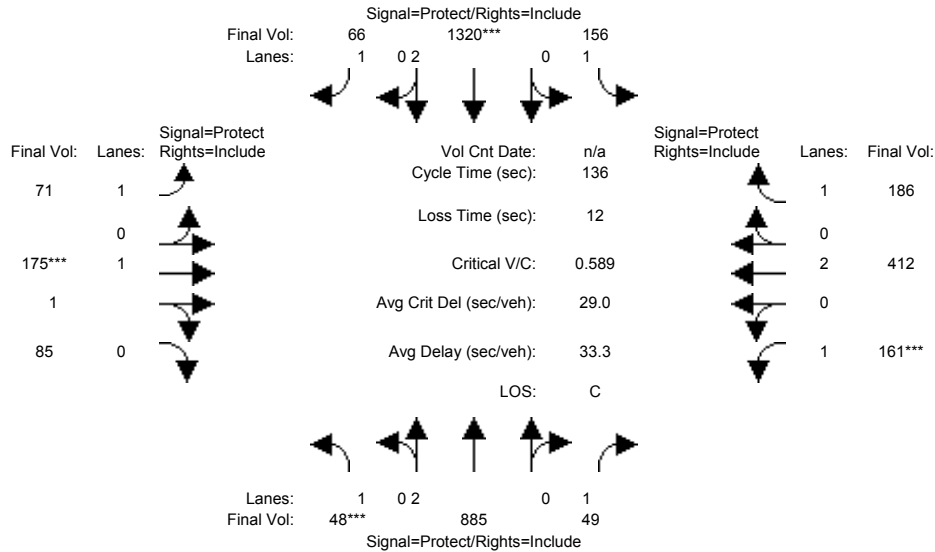 Signal=Protect/Rights=Include
Final Vol: 66 1320*** 156
Lanes: 1 0 2 0 1
Signal=Protect
Final Vol: Lanes: Rights=Include
Vol Cnt Date: n/a
Signal=Protect
Rights=Include Lanes: Final Vol:
Cycle Time (sec): 136
71 1
1 186
Loss Time (sec): 12
0
0
175*** 1
Critical V/C: 0.589
2 412
1
Avg Crit Del (sec/veh): 29.0
0
85 0
Avg Delay (sec/veh): 33.3
1 161***
LOS: C
Lanes: 1 0 2 0 1
Final Vol: 48*** 885 49
Signal=Protect/Rights=Include